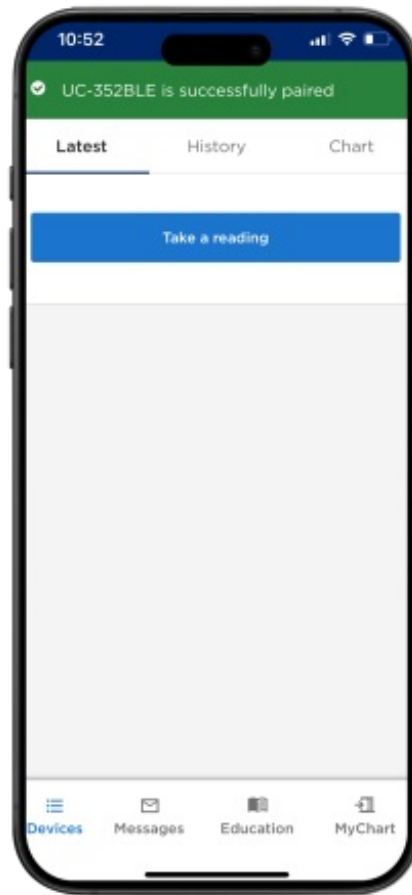 10:52
UC-352BLE is successfully paired
Latest History Chart
Take a reading
Devices Messages Education MyChart